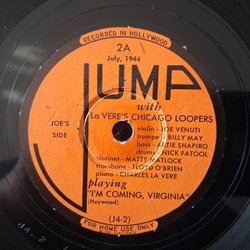 RECORDED IN HOLLYWOOD
2A
July, 1944
JUMP
with
La VERE'S CHICAGO LOOPERS
JOE'S
SIDE
violin - JOE VENUTI
trumpet - BILLY MAY
bass - ARTIE SHAPIRO
drums - NICK FATOOL
clarinet - MATTY MATLOCK
trombone - FLOYD O'BRIEN
piano - CHARLES LA VERE
playing
"I'M COMING, VIRGINIA"
(Heywood)
(J4-2)
FOR HOME USE ONLY